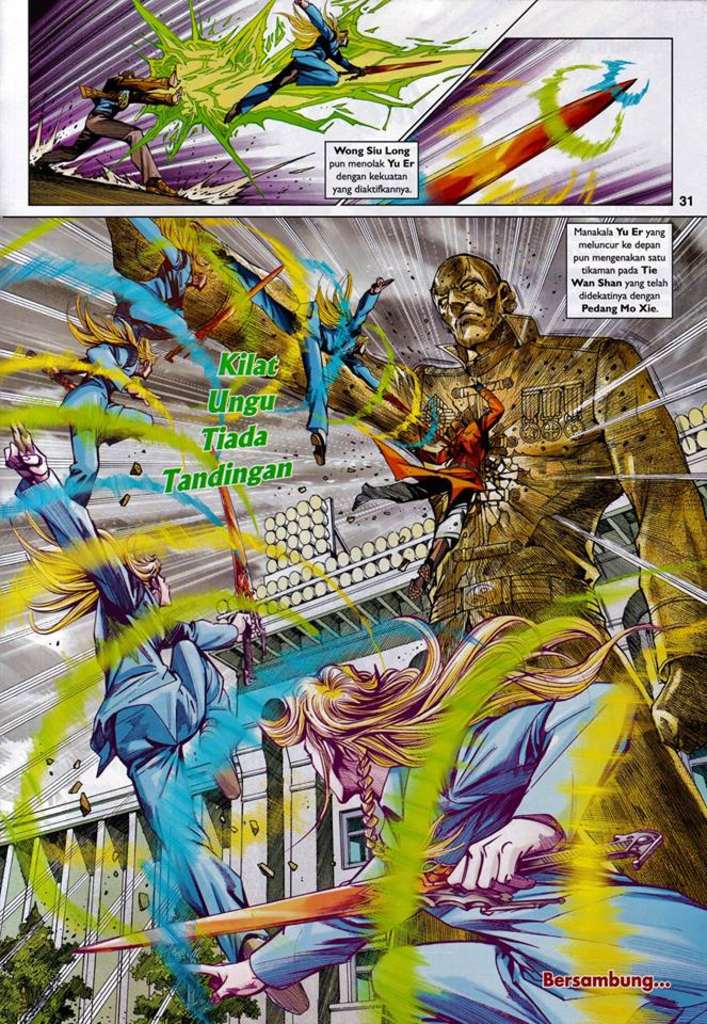 Wong Siu Long
pun menolak Yu Er
dengan kekuatan
yang diaktifkannya.
31
Manakala Yu Er yang
meluncur ke depan
pun mengenakan satu
tikaman pada Tie
Wan Shan yang telah
didekatinya dengan
Pedang Mo Xie.
Kilat
Ungu
Tiada
Tandingan
Bersambung...